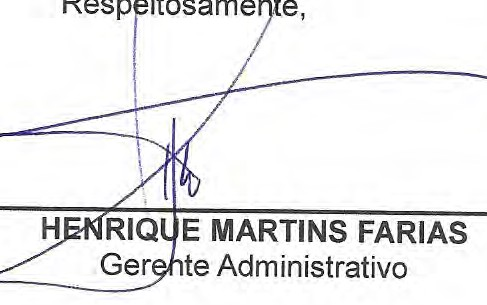 Respeitosamente,
HENRIQUE MARTINS FARIAS
Gerente Administrativo